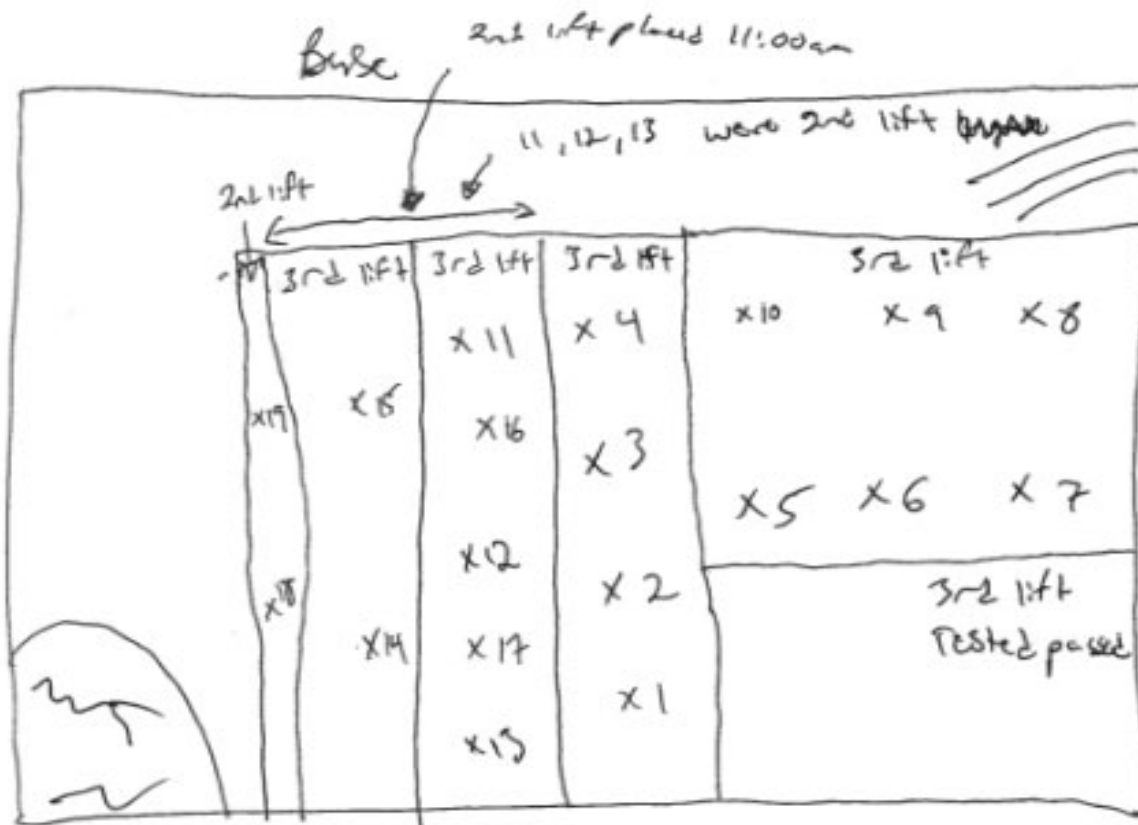 2nd lift placed 11:00am
Base
11, 12, 13 were 2nd lift
2nd lift
3rd lift 3rd lift 3rd lift 3rd lift
x 11 x 4 x 10 x 9 x 8
x 19 x 16 x 3
x 5 x 6 x 7
x 12 x 2 3rd lift
x 18 Tested passed
x 14 x 17 x 1
x 13